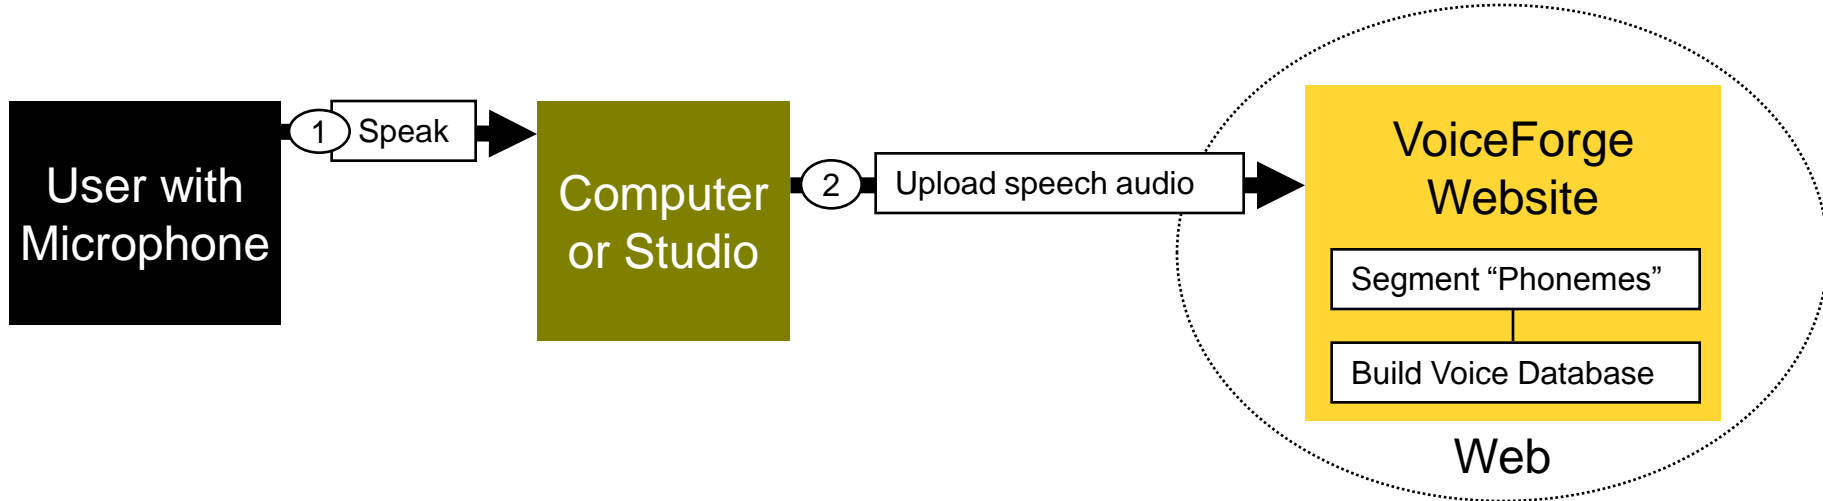 User with
Microphone
1
Speak
Computer
or Studio
2
Upload speech audio
VoiceForge
Website
Segment “Phonemes”
Build Voice Database
Web